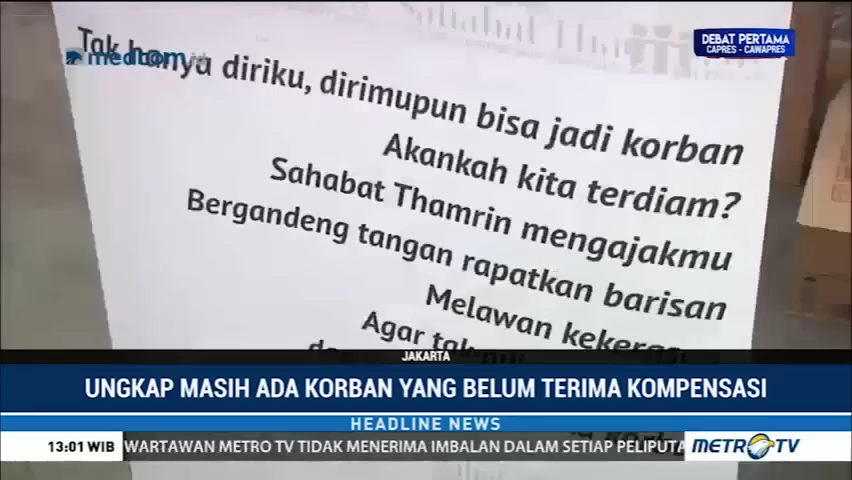 DEBAT PERTAMA
CAPRES - CAWAPRES
medcom.id
Tak hanya diriku, dirimupun bisa jadi korban
Akankah kita terdiam?
Sahabat Thamrin mengajakmu
Bergandeng tangan rapatkan barisan
Melawan
Agar
JAKARTA
UNGKAP MASIH ADA KORBAN YANG BELUM TERIMA KOMPENSASI
HEADLINE NEWS
13:01 WIB
WARTAWAN METRO TV TIDAK MENERIMA IMBALAN DALAM SETIAP PELIPUTA
METRO TV